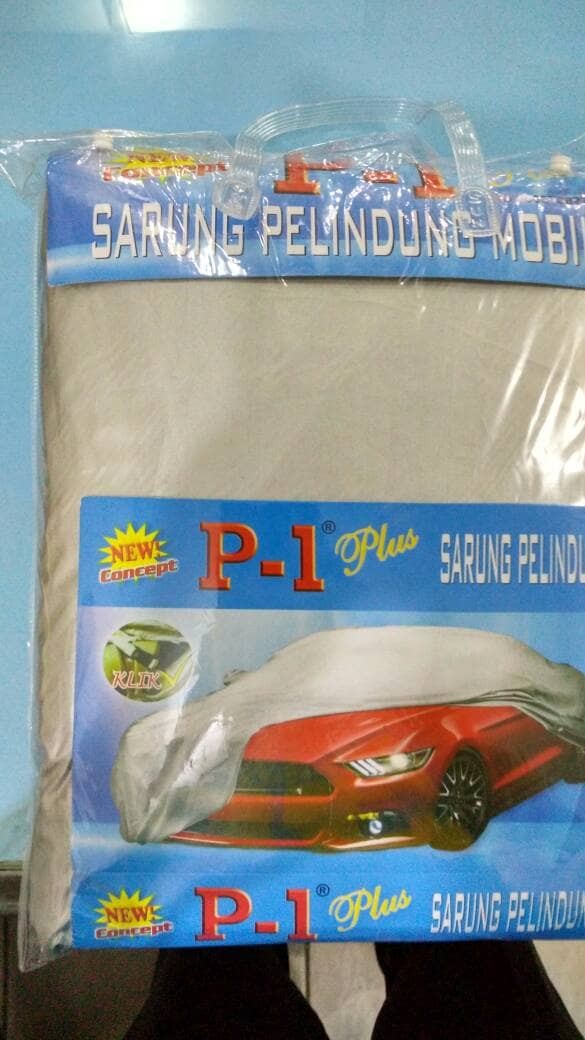 NEW
Concept
P-1
SARUNG PELINDUNG MOBI
NEW!
Concept
P-1® Plus
SARUNG PELINDU
KLIK
NEW!
Concept
P-1® Plus
SARUNG PELINDUN